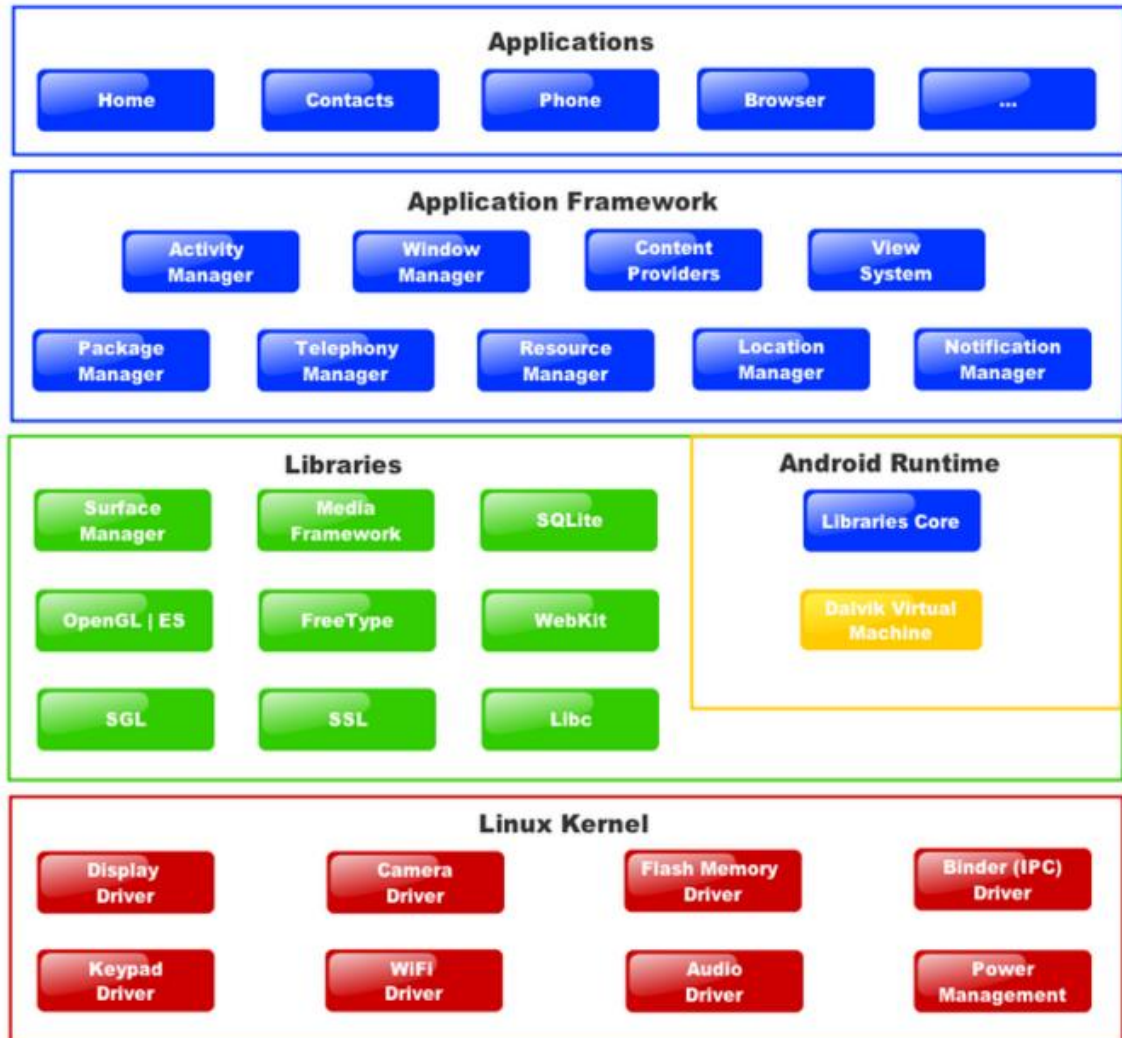 Applications
Home
Contacts
Phone
Browser
...
Application Framework
Activity
Manager
Window
Manager
Content
Providers
View
System
Package
Manager
Telephony
Manager
Resource
Manager
Location
Manager
Notification
Manager
Libraries
Surface
Manager
Media
Framework
SQLite
OpenGL | ES
FreeType
WebKit
SGL
SSL
Libc
Android Runtime
Libraries Core
Dalvik Virtual
Machine
Linux Kernel
Display
Driver
Camera
Driver
Flash Memory
Driver
Binder (IPC)
Driver
Keypad
Driver
WiFi
Driver
Audio
Driver
Power
Management